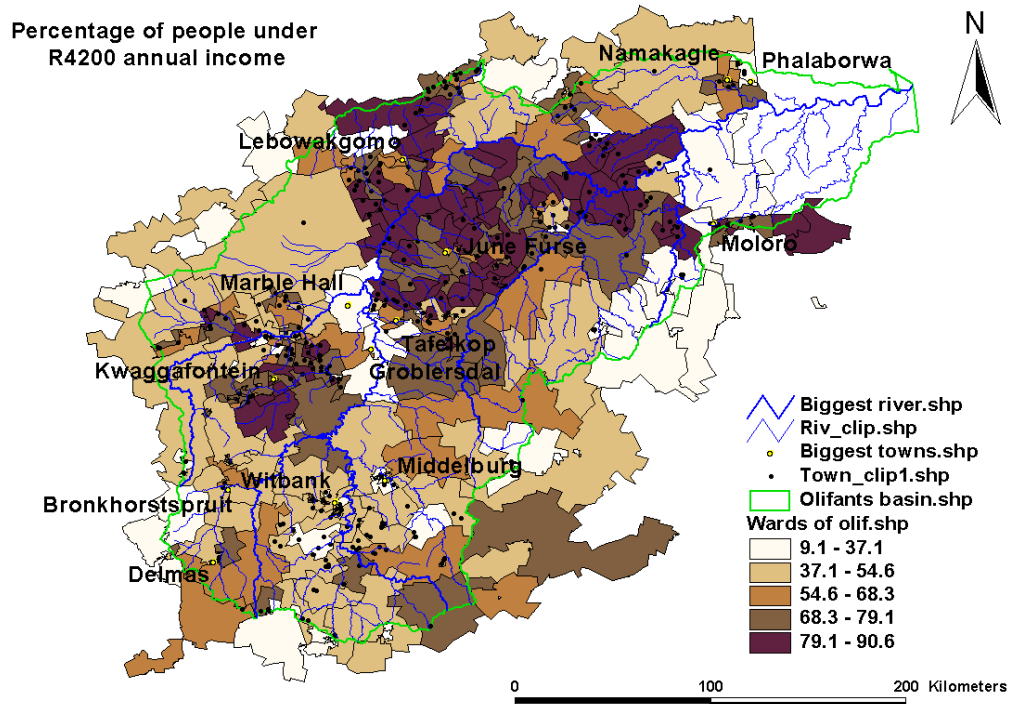 Percentage of people under
R4200 annual income
N
Namakagle
Phalaborwa
Lebowakgomo
June Furse
Moloro
Marble Hall
Tafelkop
Kwaggafontein
Groblersdal
Middelburg
Witbank
Bronkhorstspruit
Delmas
Biggest river.shp
Riv_clip.shp
Biggest towns.shp
Town_clip1.shp
Olifants basin.shp
Wards of olif.shp
9.1 - 37.1
37.1 - 54.6
54.6 - 68.3
68.3 - 79.1
79.1 - 90.6
0 100 200 Kilometers